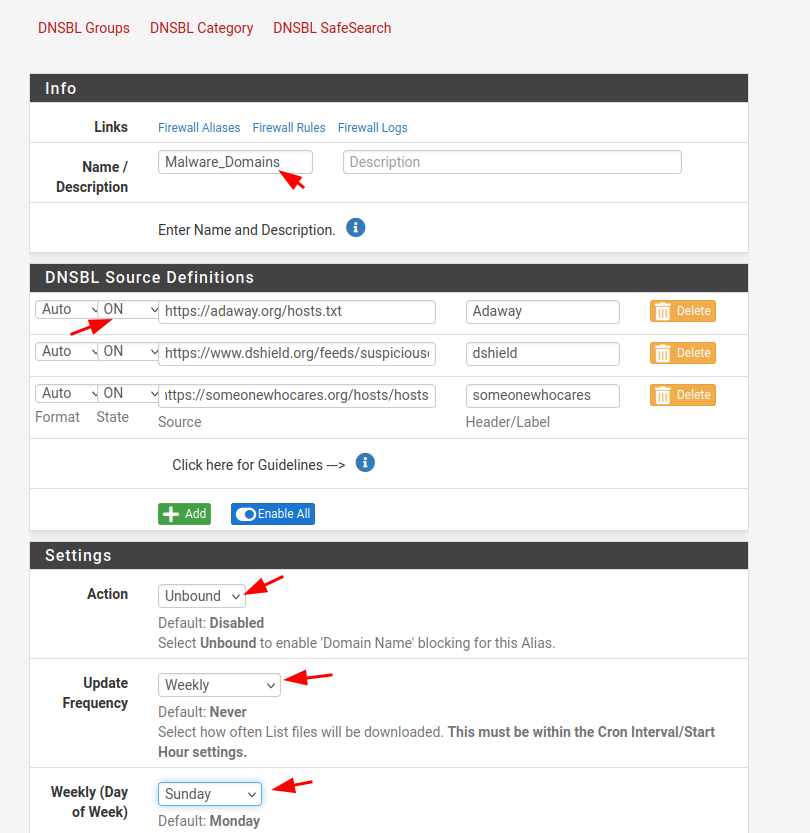 DNSBL Groups DNSBL Category DNSBL SafeSearch
Info
Links Firewall Aliases Firewall Rules Firewall Logs
Name / Description Malware_Domains Description
Enter Name and Description.
DNSBL Source Definitions
Auto ON https://adaway.org/hosts.txt Adaway Delete
Auto ON https://www.dshield.org/feeds/suspicious dshield Delete
Auto ON ttps://someonewhocares.org/hosts/hosts someonewhocares Delete
Format State Source Header/Label
Click here for Guidelines --->
Add Enable All
Settings
Action Unbound
Default: Disabled
Select Unbound to enable 'Domain Name' blocking for this Alias.
Update Frequency Weekly
Default: Never
Select how often List files will be downloaded. This must be within the Cron Interval/Start
Hour settings.
Weekly (Day of Week) Sunday
Default: Monday